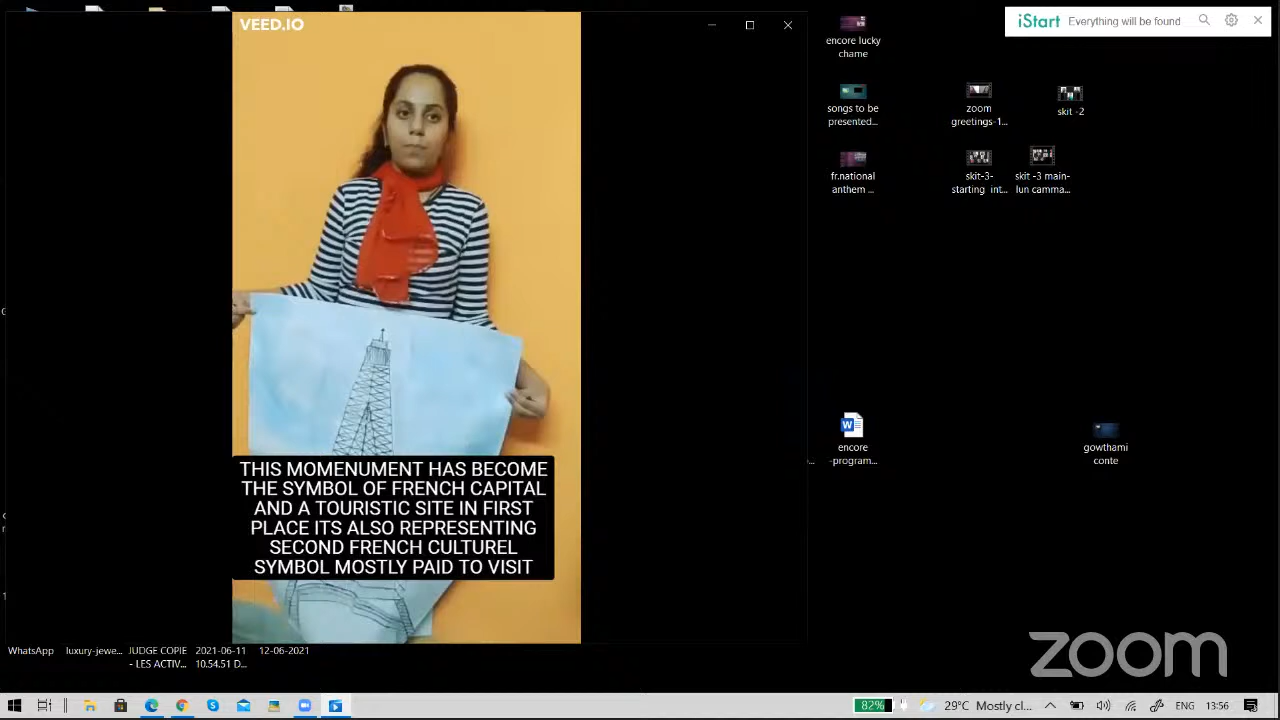 VEED.IO
iStart Everything will be found
encore lucky
chame
songs to be
presented...
zoom
greetings-1...
skit -2
fr.national
anthem ...
skit-3-
starting int...
skit -3 main-
lun camma...
encore
-program...
gowthami
conte
THIS MOMENUMENT HAS BECOME
THE SYMBOL OF FRENCH CAPITAL
AND A TOURISTIC SITE IN FIRST
PLACE ITS ALSO REPRESENTING
SECOND FRENCH CULTUREL
SYMBOL MOSTLY PAID TO VISIT
WhatsApp
luxury-jewe...
JUDGE COPIE
- LES ACTIV...
2021-06-11
10.54.51 D...
12-06-2021
zoom
82%
29°C Mostly cl...
ENG
13:56